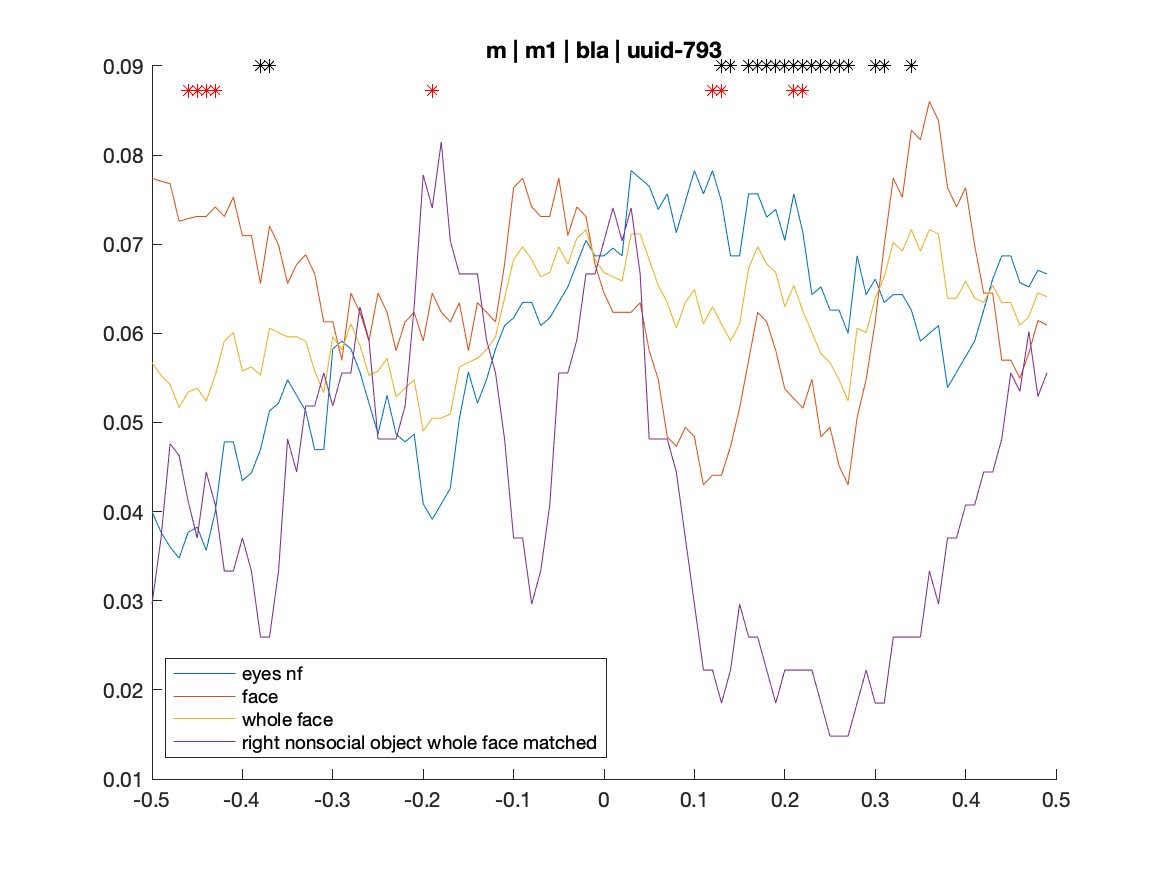 m | m1 | bla | uuid-793
0.09
0.08
0.07
0.06
0.05
0.04
0.03
0.02
0.01
eyes nf
face
whole face
right nonsocial object whole face matched
-0.5 -0.4 -0.3 -0.2 -0.1 0 0.1 0.2 0.3 0.4 0.5